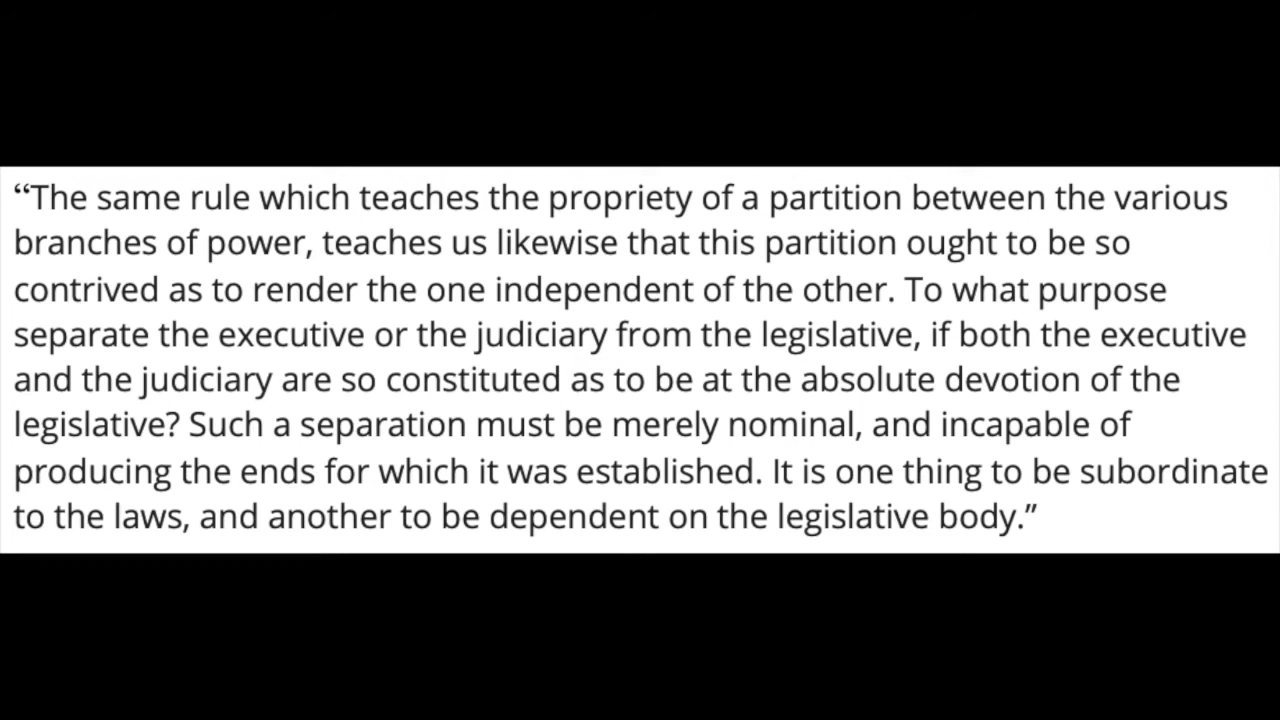 “The same rule which teaches the propriety of a partition between the various
branches of power, teaches us likewise that this partition ought to be so
contrived as to render the one independent of the other. To what purpose
separate the executive or the judiciary from the legislative, if both the executive
and the judiciary are so constituted as to be at the absolute devotion of the
legislative? Such a separation must be merely nominal, and incapable of
producing the ends for which it was established. It is one thing to be subordinate
to the laws, and another to be dependent on the legislative body.”